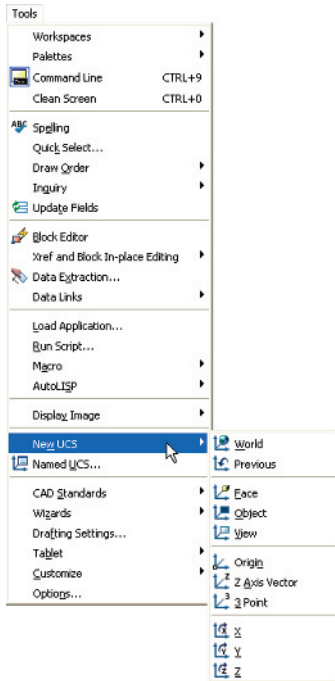 Tools
Workspaces
Palettes
Command Line CTRL+9
Clean Screen CTRL+0
ABC Spelling
Quick Select...
Draw Order
Inquiry
Update Fields
Block Editor
Xref and Block In-place Editing
Data Extraction...
Data Links
Load Application...
Run Script...
Macro
AutoLISP
Display Image
New UCS
Named UCS...
CAD Standards
Wizards
Drafting Settings...
Tablet
Customize
Options...
World
Previous
Face
Object
View
Origin
Z Z Axis Vector
3 3 Point
X X
Y Y
Z Z